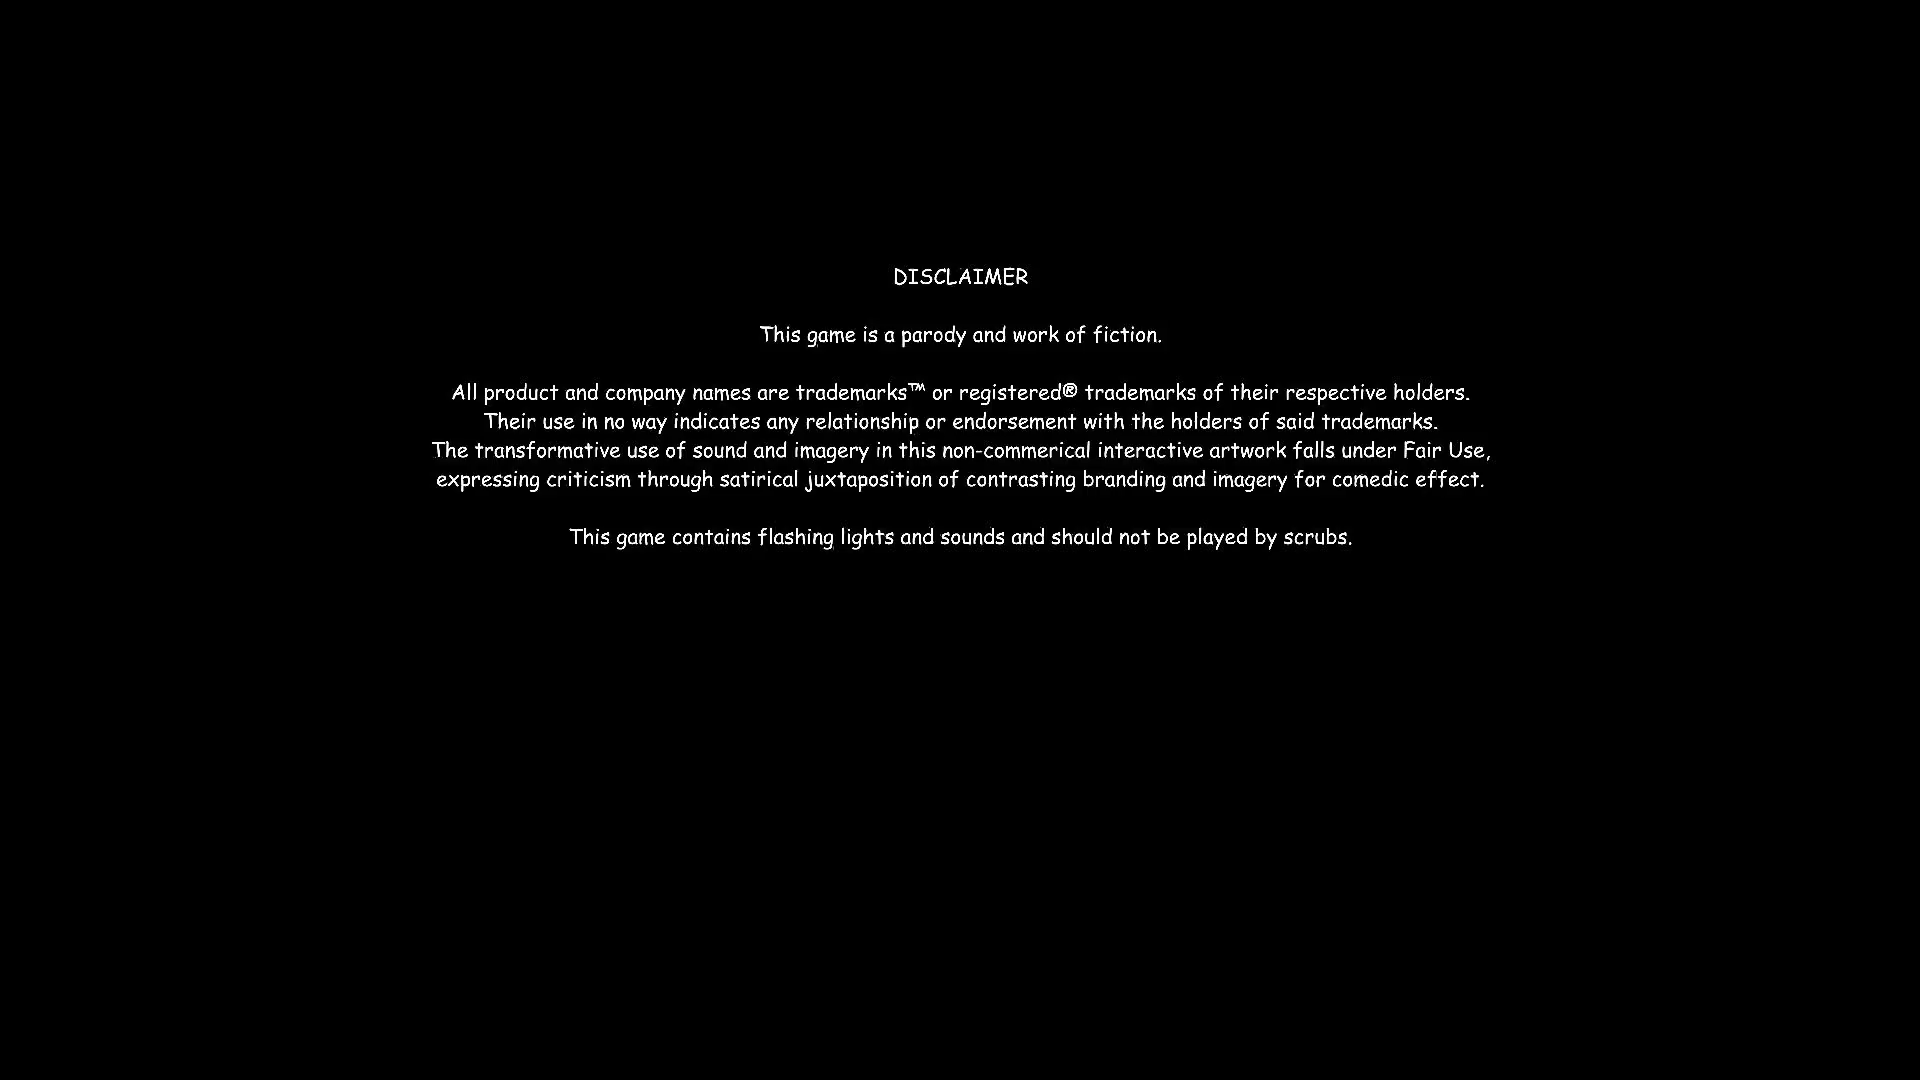 DISCLAIMER
This game is a parody and work of fiction.
All product and company names are trademarks™ or registered® trademarks of their respective holders.
Their use in no way indicates any relationship or endorsement with the holders of said trademarks.
The transformative use of sound and imagery in this non-commerical interactive artwork falls under Fair Use,
expressing criticism through satirical juxtaposition of contrasting branding and imagery for comedic effect.
This game contains flashing lights and sounds and should not be played by scrubs.